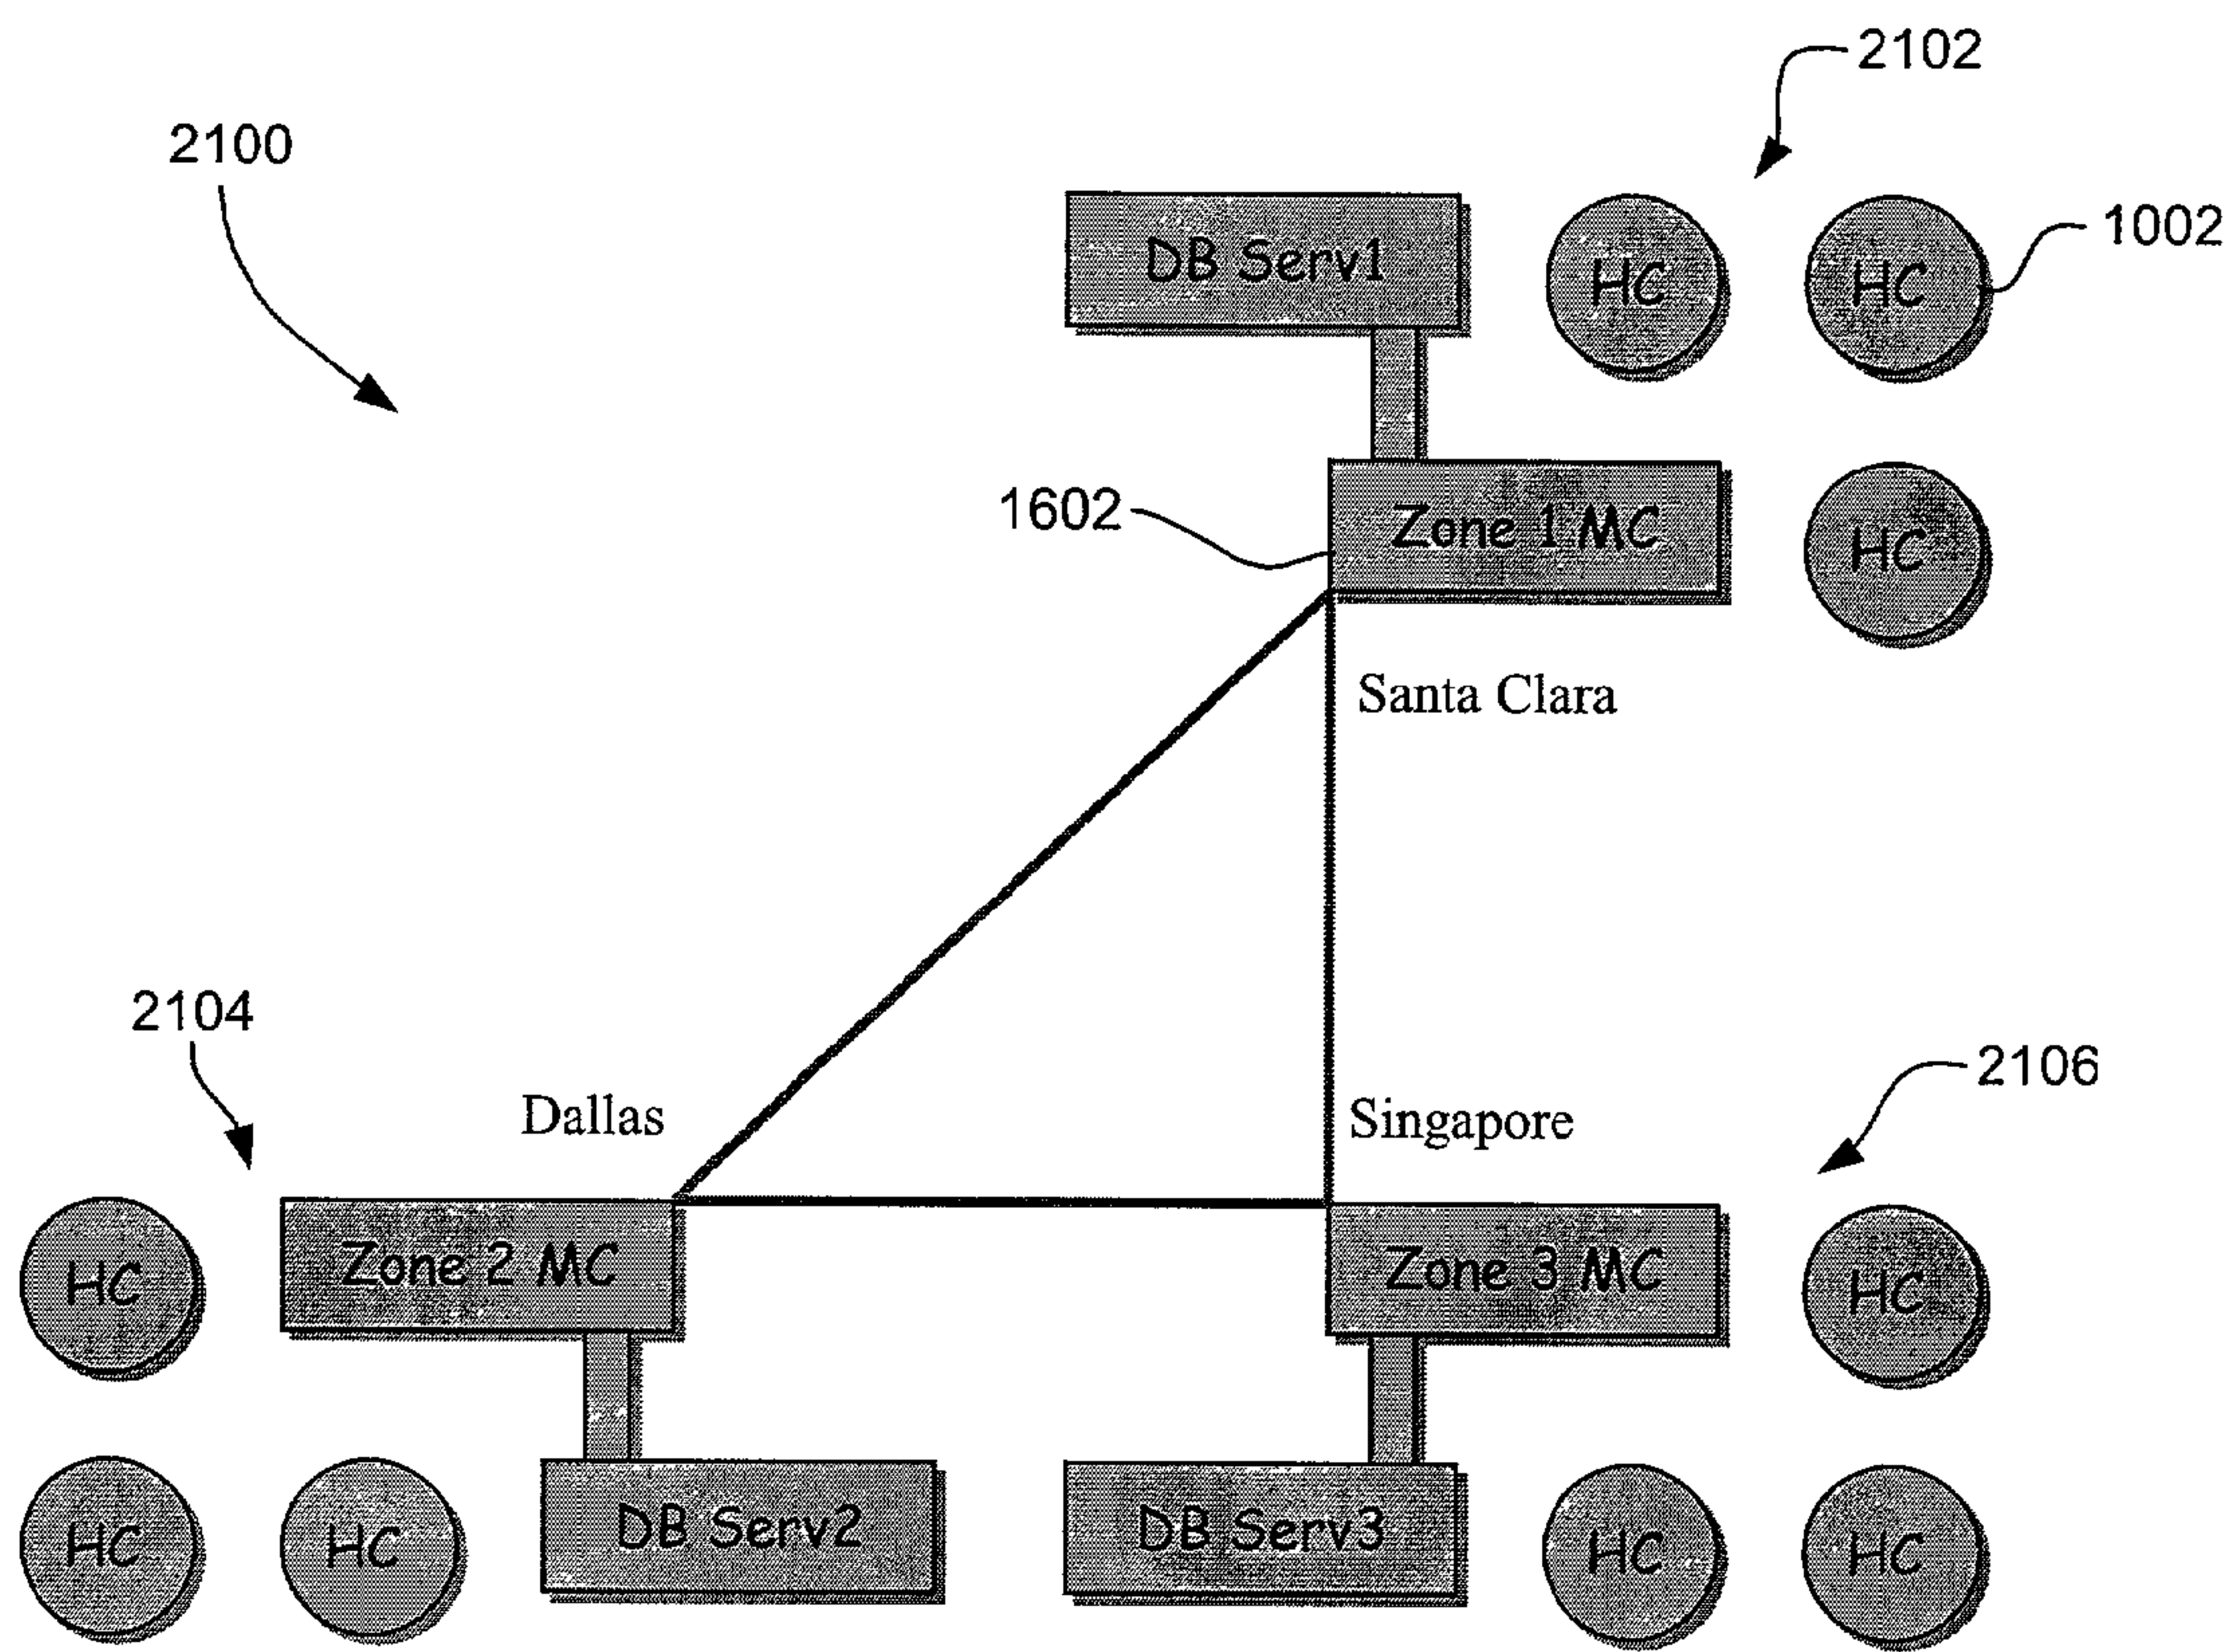 2102
2100
1002
DB Serv1
HC
HC
1602
Zone 1 MC
HC
Santa Clara
2104
2106
Dallas
Singapore
HC
Zone 2 MC
Zone 3 MC
HC
HC
HC
DB Serv2
DB Serv3
HC
HC